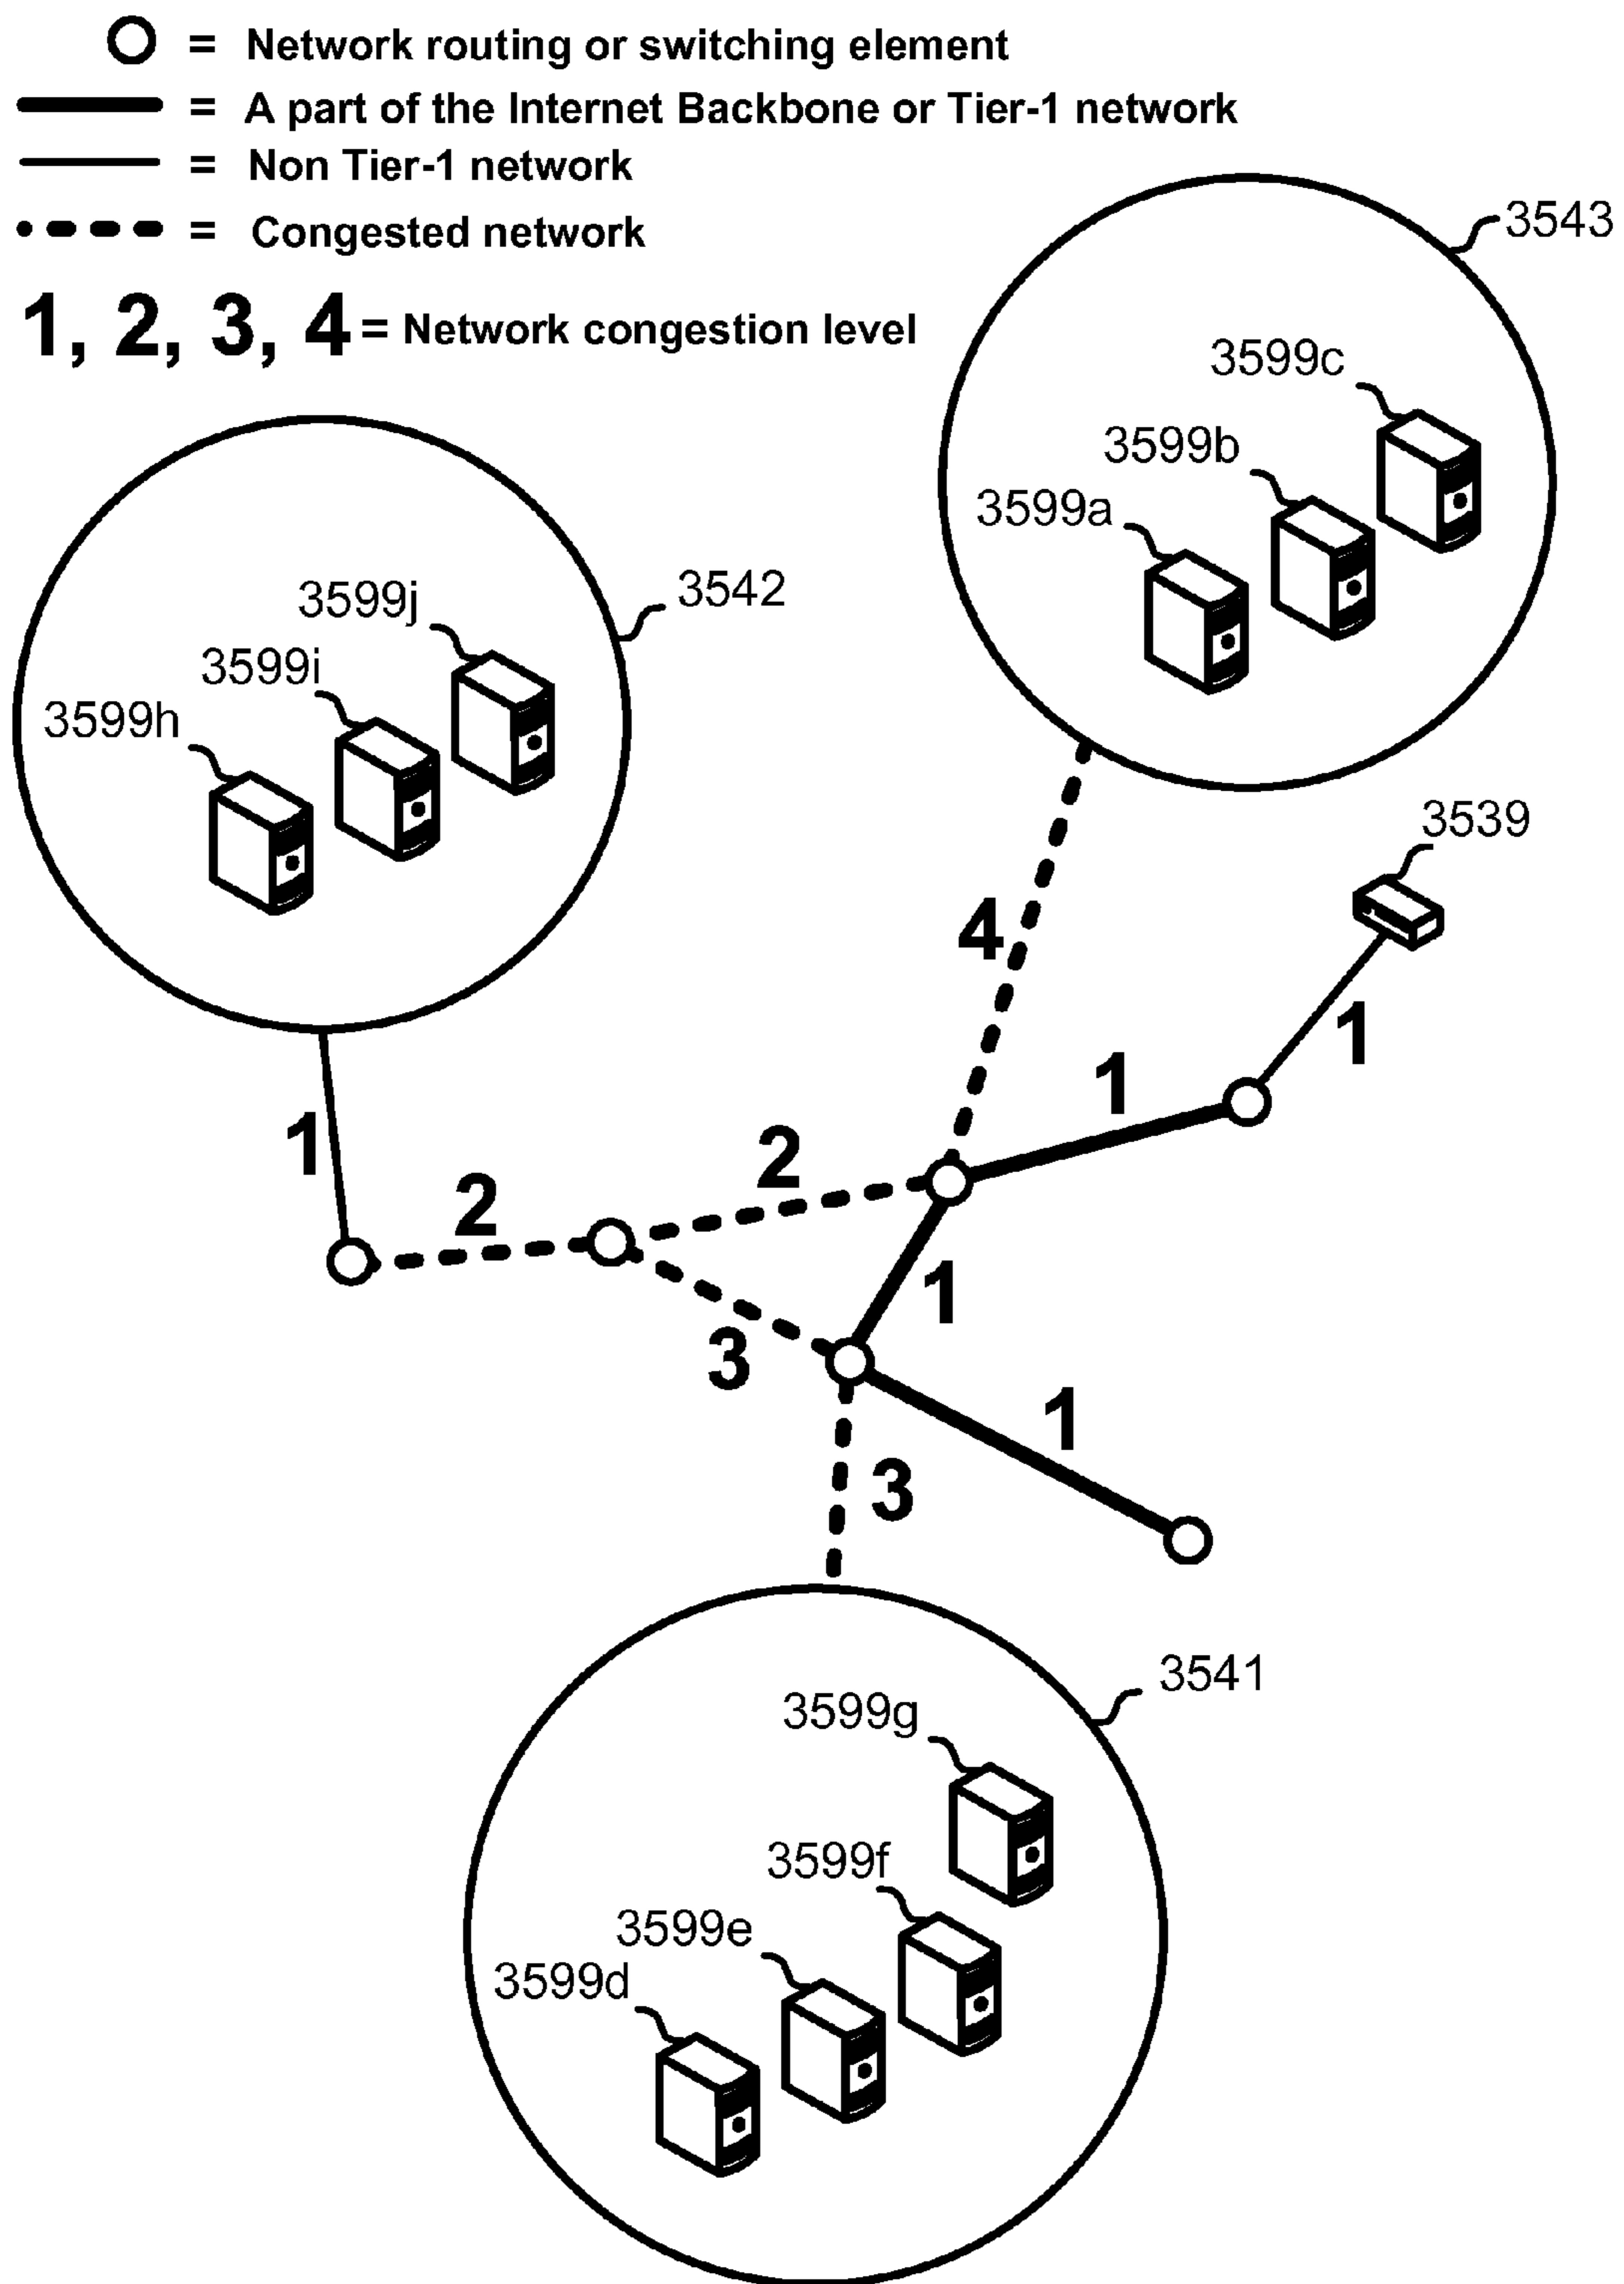 = Network routing or switching element
= A part of the Internet Backbone or Tier-1 network
= Non Tier-1 network
= Congested network
1, 2, 3, 4 = Network congestion level
3543
3599c
3599b
3599a
3542
3599j
3599i
3599h
3539
4
1
1
1
2
2
1
3
1
3
3541
3599g
3599f
3599e
3599d